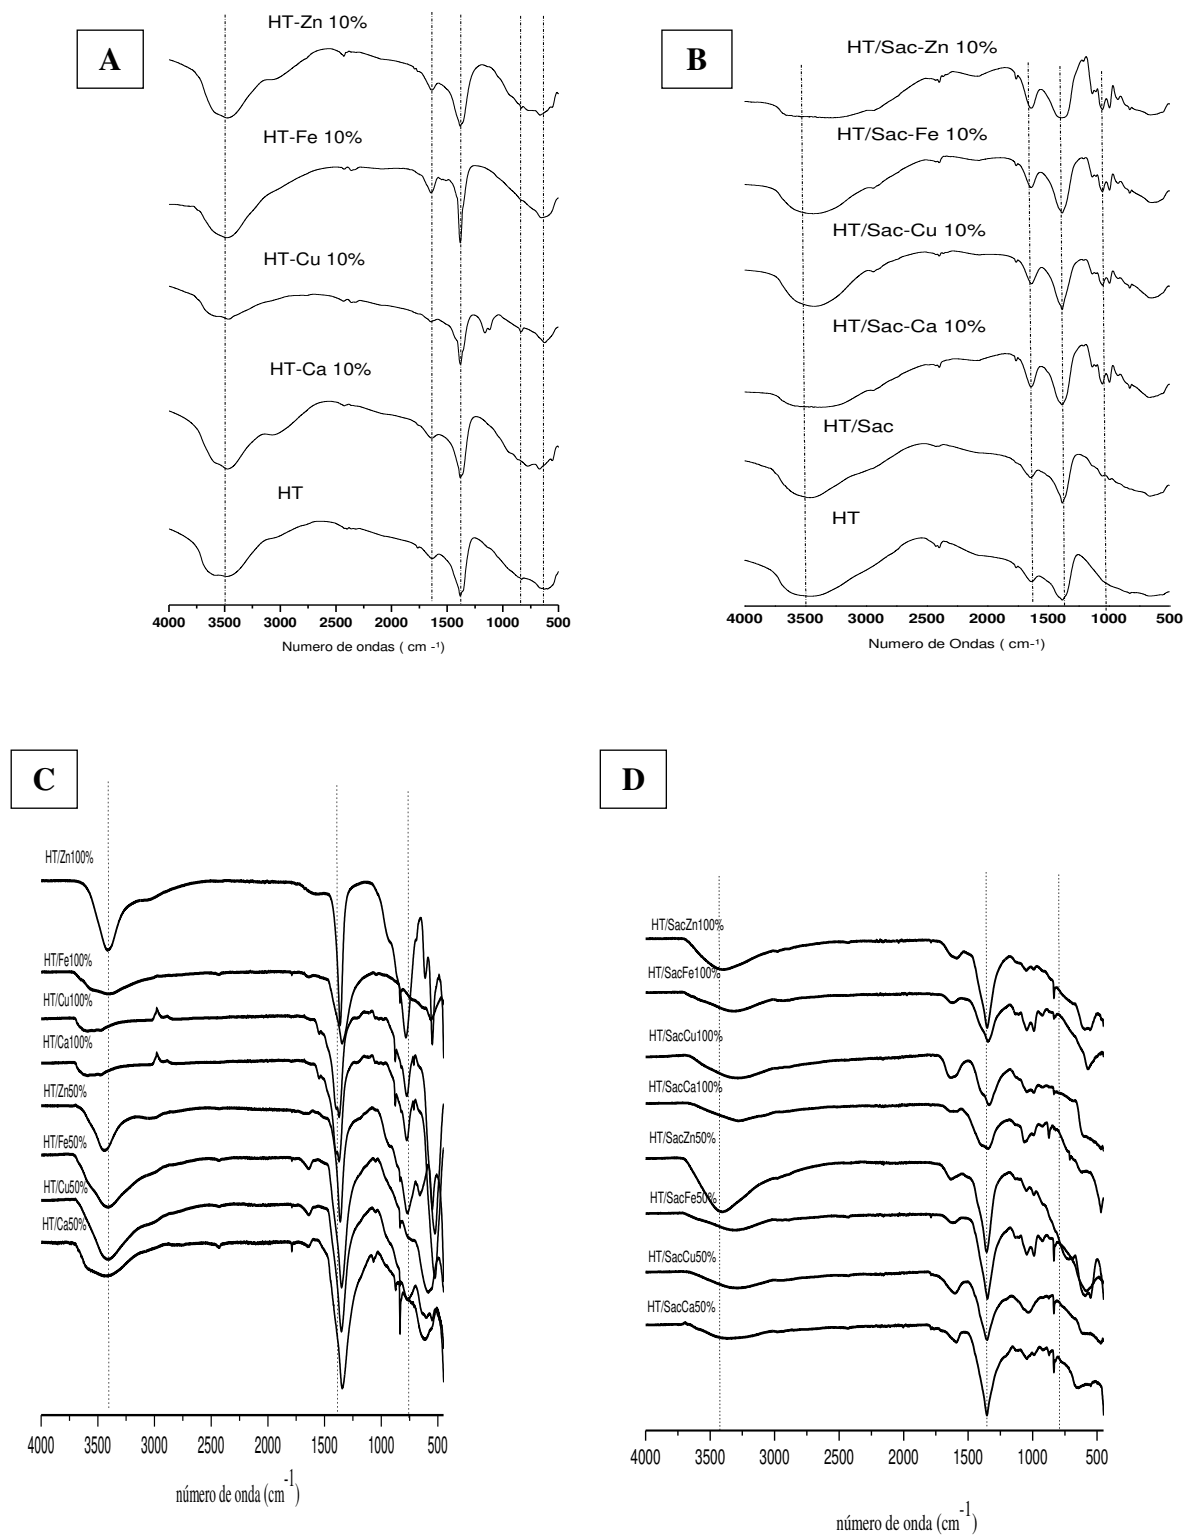 A
HT-Zn 10%
HT-Fe 10%
HT-Cu 10%
HT-Ca 10%
HT
4000 3500 3000 2500 2000 1500 1000 500
Numero de ondas ( cm -¹)
B
HT/Sac-Zn 10%
HT/Sac-Fe 10%
HT/Sac-Cu 10%
HT/Sac-Ca 10%
HT/Sac
HT
4000 3500 3000 2500 2000 1500 1000 500
Numero de Ondas ( cm-¹)
C
HT/Zn100%
HT/Fe100%
HT/Cu100%
HT/Ca100%
HT/Zn50%
HT/Fe50%
HT/Cu50%
HT/Ca50%
4000 3500 3000 2500 2000 1500 1000 500
número de onda (cm-1)
D
HT/SacZn100%
HT/SacFe100%
HT/SacCu100%
HT/SacCa100%
HT/SacZn50%
HT/SacFe50%
HT/SacCu50%
HT/SacCa50%
4000 3500 3000 2500 2000 1500 1000 500
número de onda (cm-1)